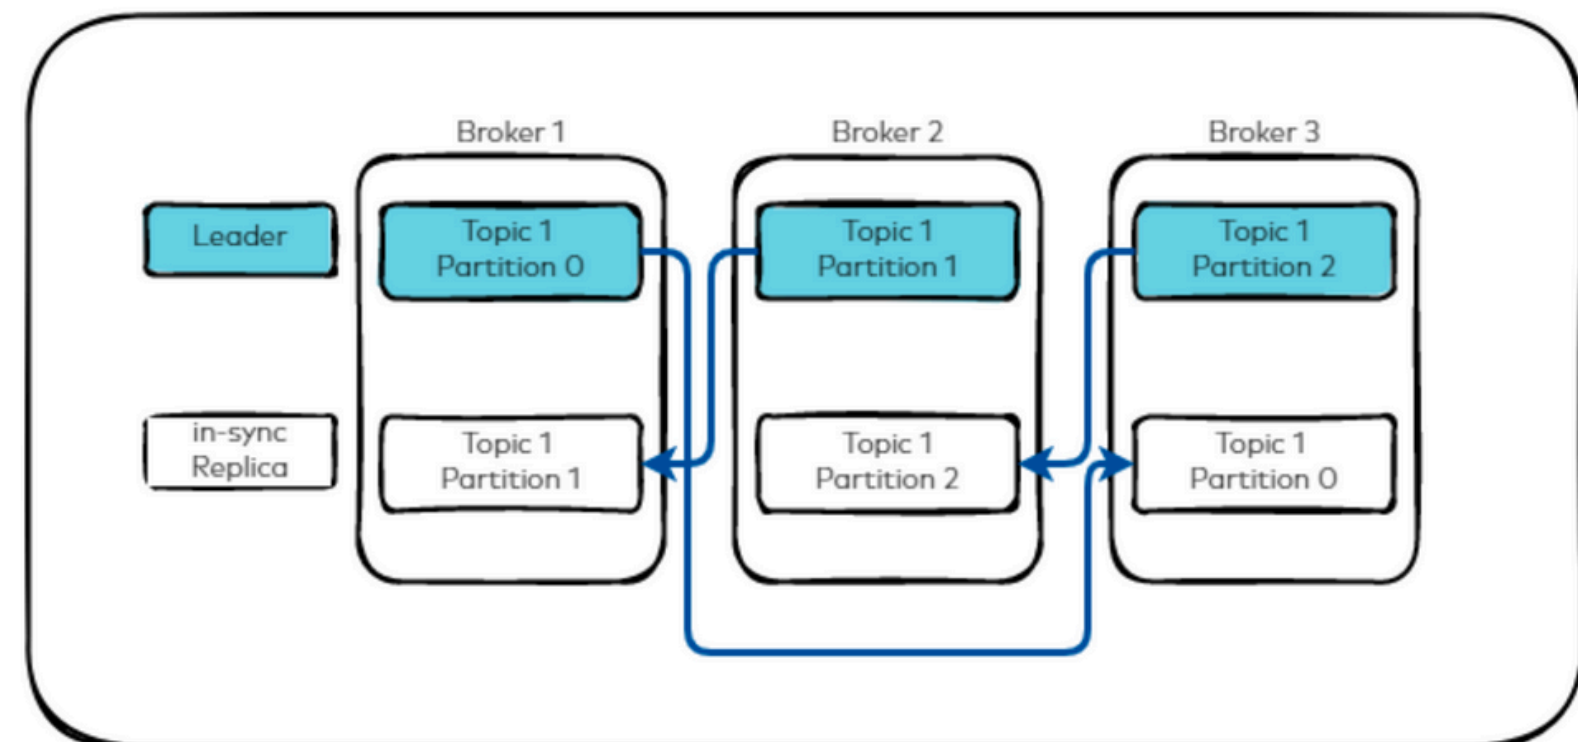 Broker 1
Broker 2
Broker 3
Leader
Topic 1
Partition 0
Topic 1
Partition 1
Topic 1
Partition 2
in-sync
Replica
Topic 1
Partition 1
Topic 1
Partition 2
Topic 1
Partition 0